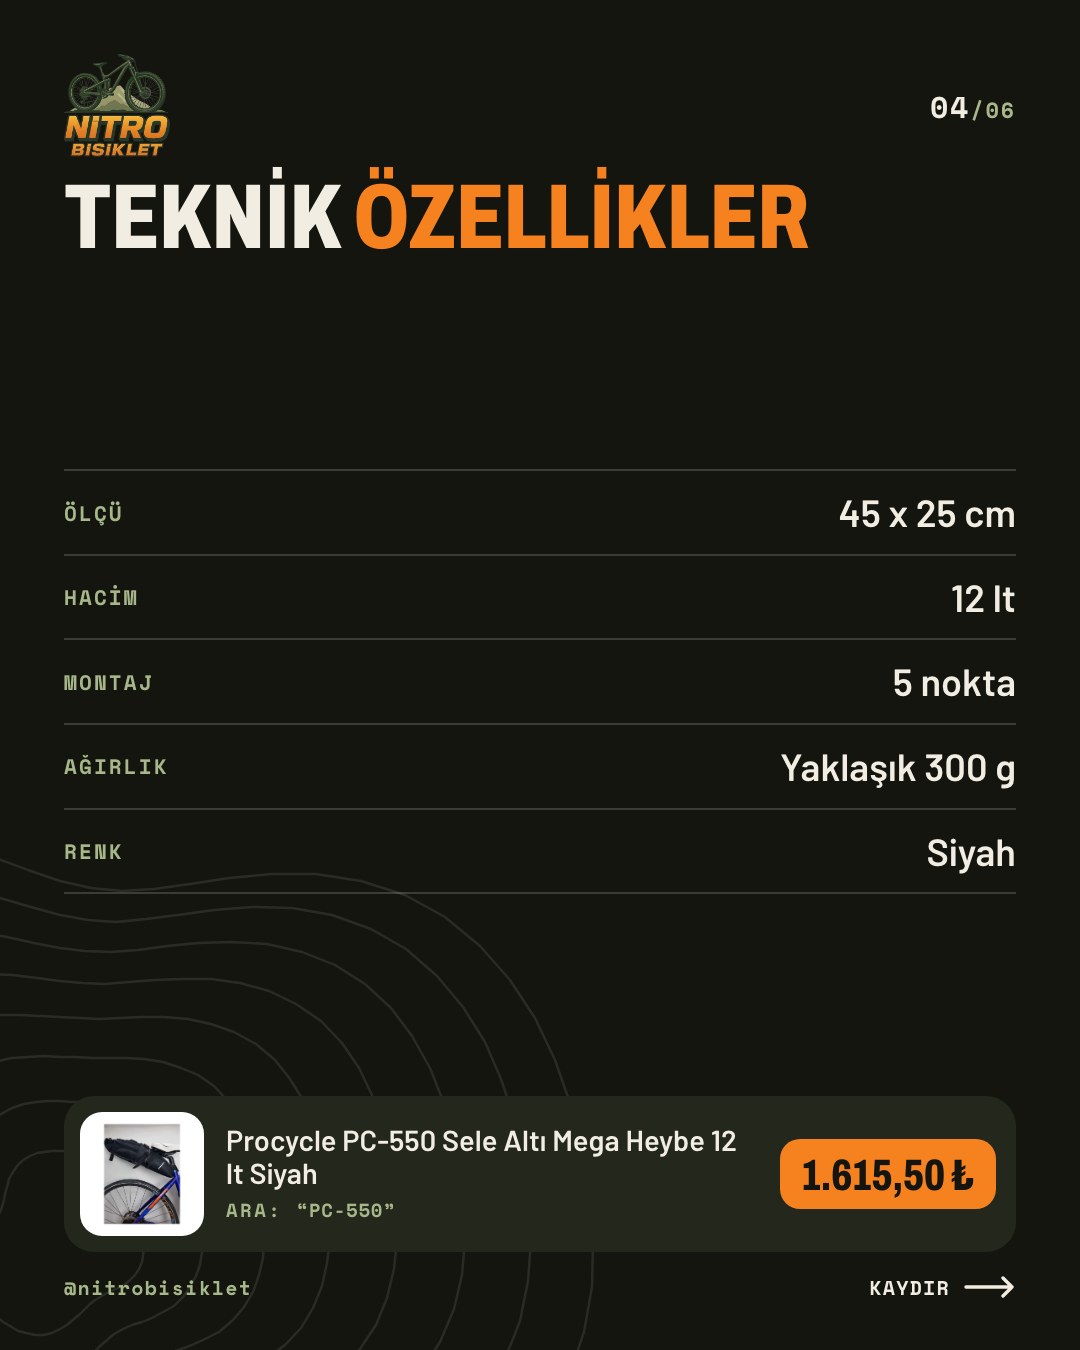 NiTRO
BISIKLET
04/06
TEKNİK ÖZELLİKLER
ÖLÇÜ 45 x 25 cm
HACİM 12 lt
MONTAJ 5 nokta
AĞIRLIK Yaklaşık 300 g
RENK Siyah
Procycle PC-550 Sele Altı Mega Heybe 12
lt Siyah
ARA: “PC-550”
1.615,50 ₺
@nitrobisiklet
KAYDIR →